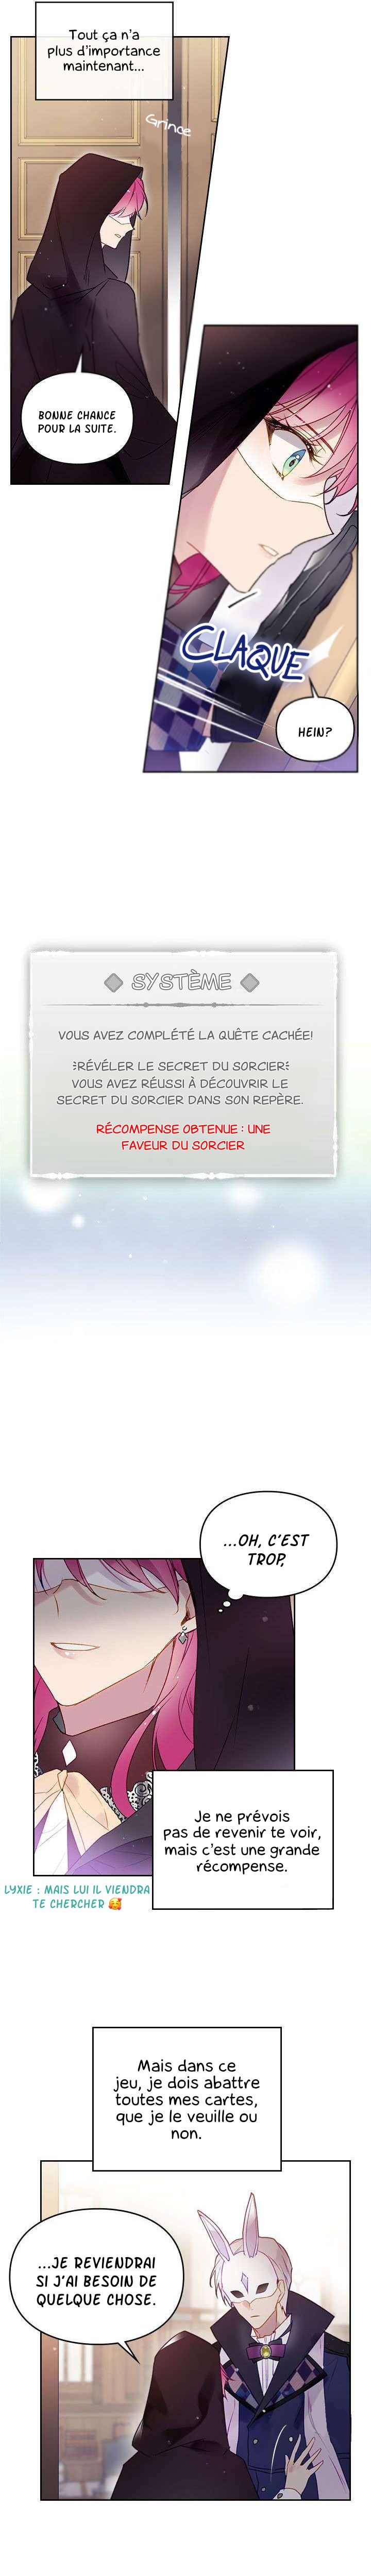 Tout ça n'a
plus d'importance
maintenant...
Grince
BONNE CHANCE
POUR LA SUITE.
CLAQUE
HEIN?
SYSTÈME
VOUS AVEZ COMPLÉTÉ LA QUÊTE CACHÉE!
RÉVÉLER LE SECRET DU SORCIER
VOUS AVEZ RÉUSSI À DÉCOUVRIR LE
SECRET DU SORCIER DANS SON REPÈRE.
RÉCOMPENSE OBTENUE : UNE
FAVEUR DU SORCIER
...OH, C'EST
TROP,
Je ne prévois
pas de revenir te voir,
mais c'est une grande
récompense.
LYXIE : MAIS LUI IL VIENDRA
TE CHERCHER 🥰
Mais dans ce
jeu, je dois abattre
toutes mes cartes,
que je le veuille ou
non.
...JE REVIENDRAI
SI J'AI BESOIN DE
QUELQUE CHOSE.